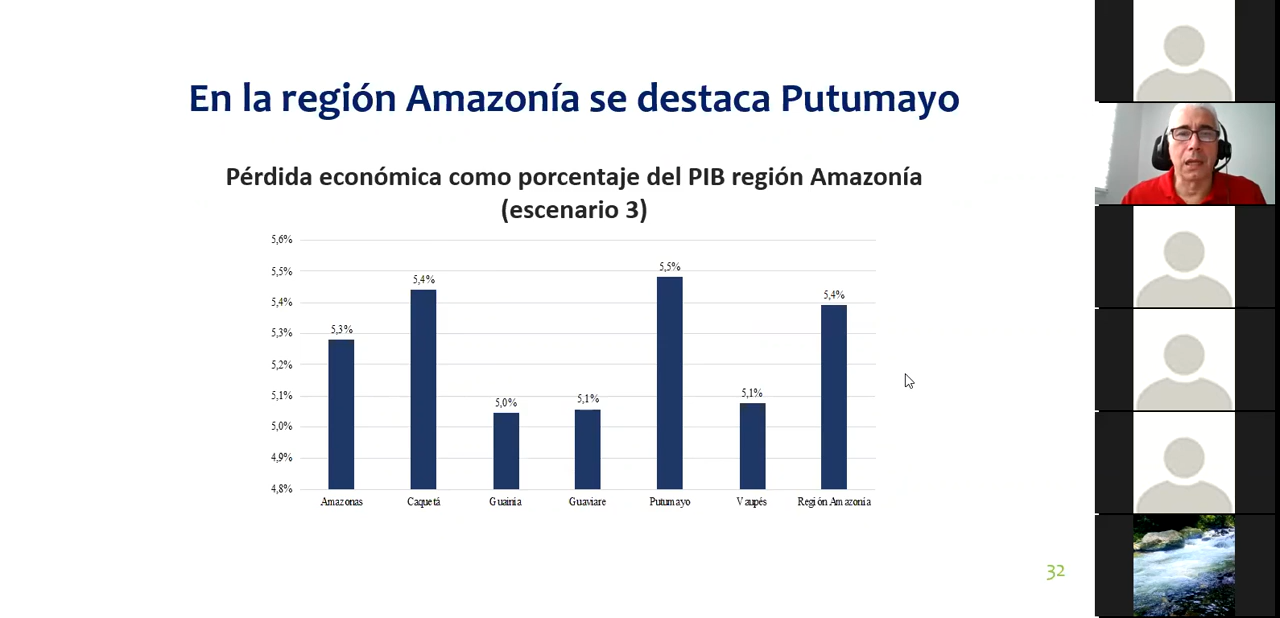 En la región Amazonía se destaca Putumayo
Pérdida económica como porcentaje del PIB región Amazonía
(escenario 3)
5,6%
5,5%
5,4%
5,3%
5,2%
5,1%
5,0%
4,9%
4,8%
5,3%
5,4%
5,0%
5,1%
5,5%
5,1%
5,4%
Amazonas
Caquetá
Guainía
Guaviare
Putumayo
Vaupés
Región Amazonía
32